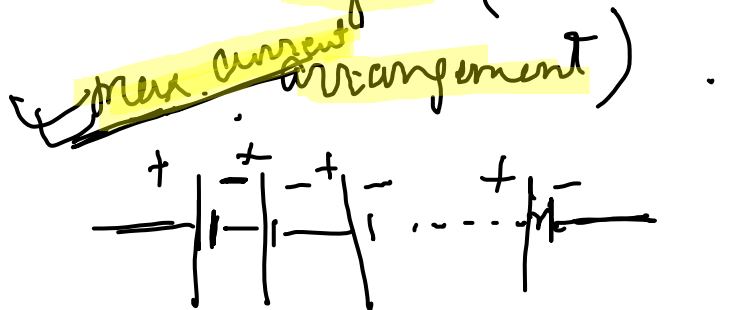 (
max. current
arrangement) .
+ - + - + - + -